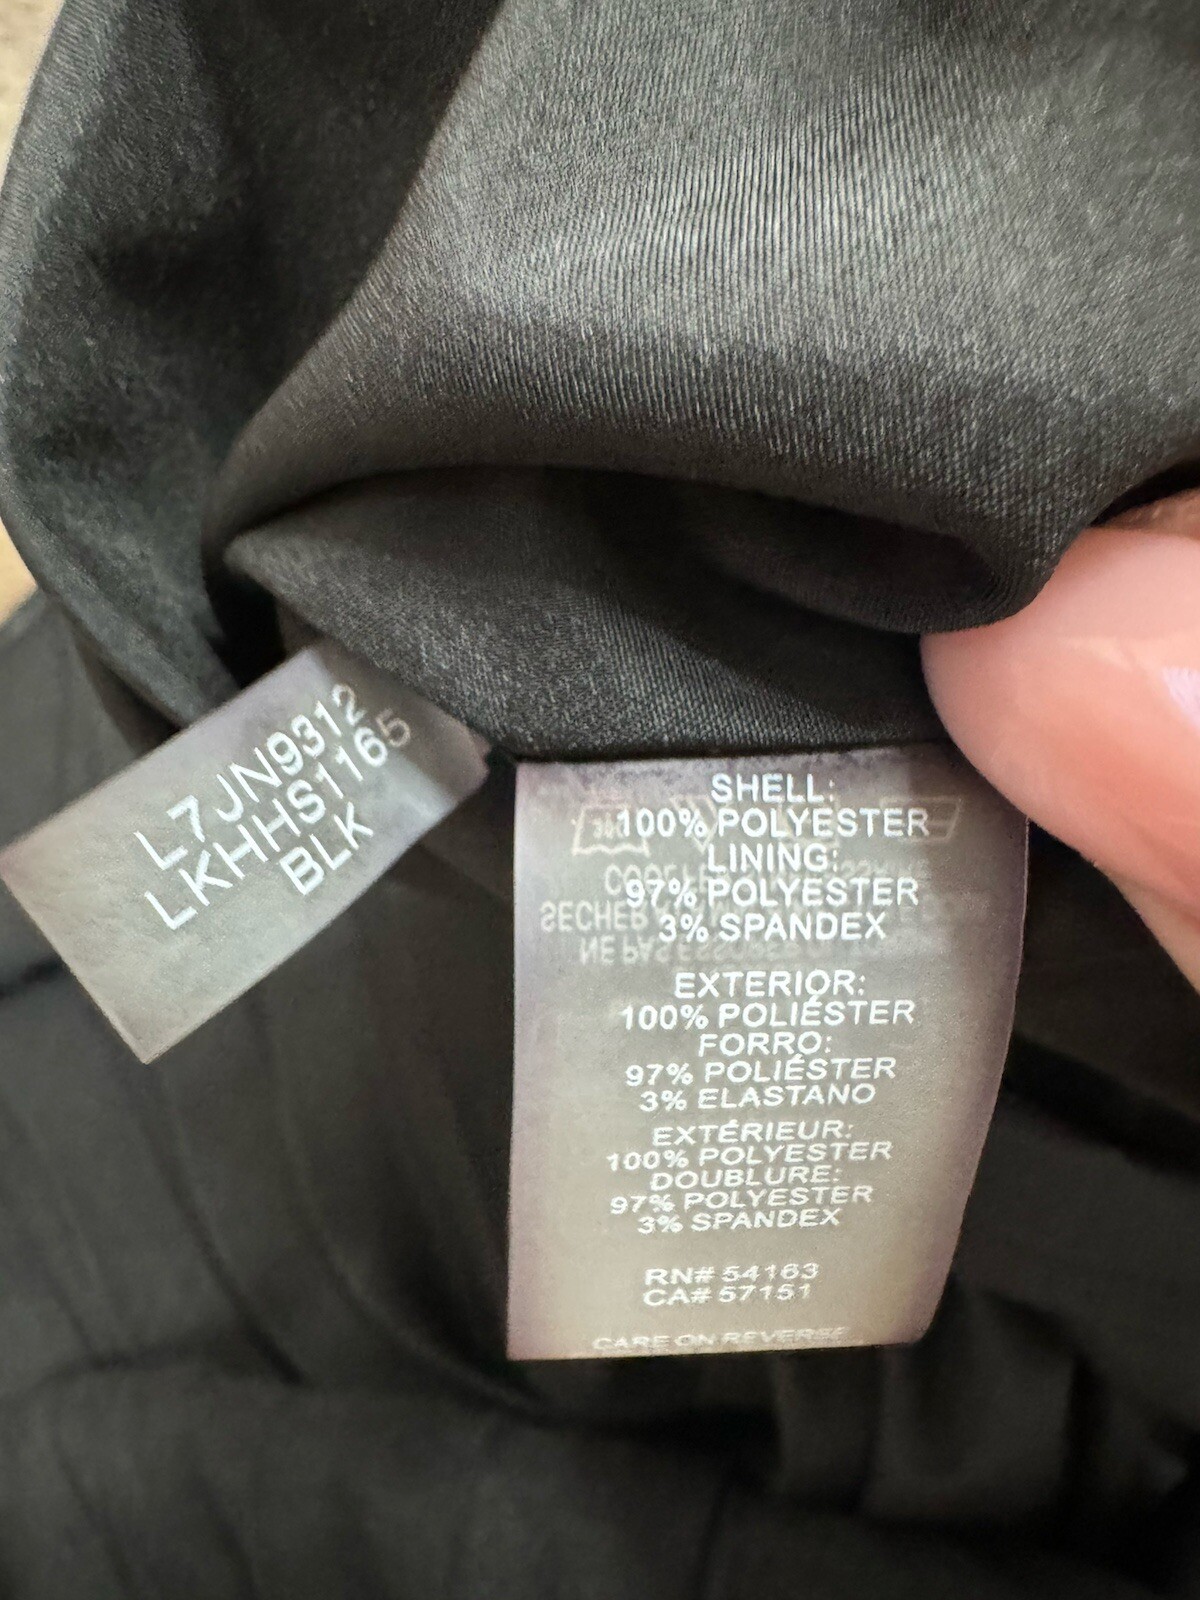 L7JN9312
LKHHS1165
BLK
SHELL:
100% POLYESTER
LINING:
97% POLYESTER
3% SPANDEX
EXTERIOR:
100% POLIÉSTER
FORRO:
97% POLIÉSTER
3% ELASTANO
EXTÉRIEUR:
100% POLYESTER
DOUBLURE:
97% POLYESTER
3% SPANDEX
RN# 54163
CA# 57151
CARE ON REVERSE